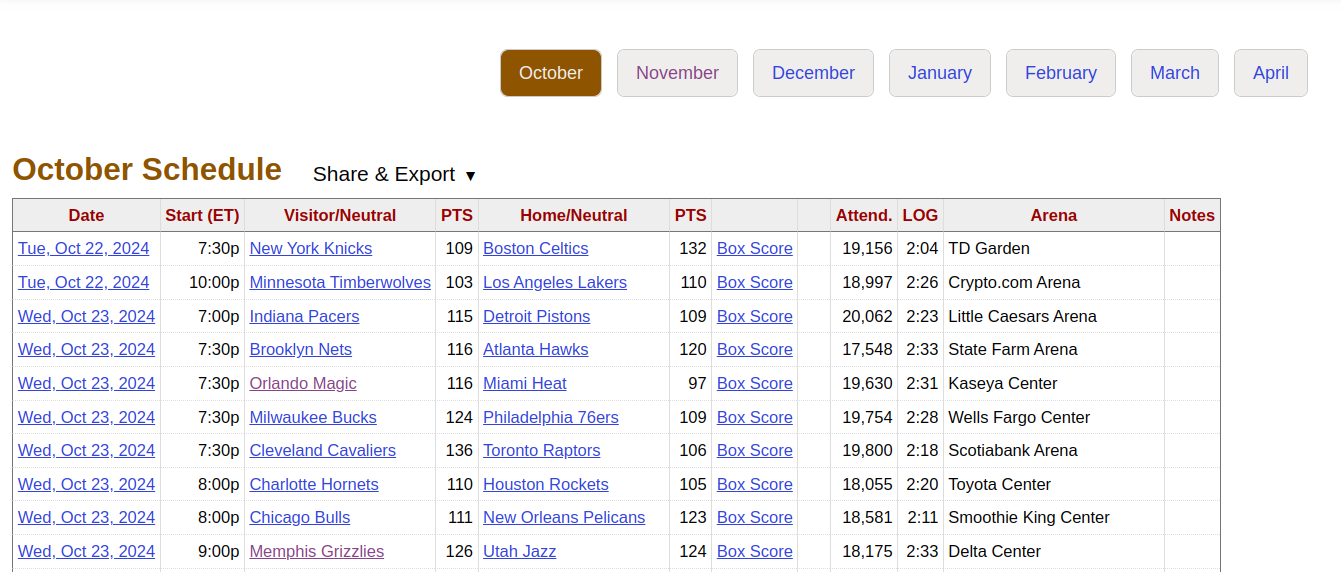 October November December January February March April
October Schedule Share & Export ▼
Date Start (ET) Visitor/Neutral PTS Home/Neutral PTS Attend. LOG Arena Notes
Tue, Oct 22, 2024 7:30p New York Knicks 109 Boston Celtics 132 Box Score 19,156 2:04 TD Garden
Tue, Oct 22, 2024 10:00p Minnesota Timberwolves 103 Los Angeles Lakers 110 Box Score 18,997 2:26 Crypto.com Arena
Wed, Oct 23, 2024 7:00p Indiana Pacers 115 Detroit Pistons 109 Box Score 20,062 2:23 Little Caesars Arena
Wed, Oct 23, 2024 7:30p Brooklyn Nets 116 Atlanta Hawks 120 Box Score 17,548 2:33 State Farm Arena
Wed, Oct 23, 2024 7:30p Orlando Magic 116 Miami Heat 97 Box Score 19,630 2:31 Kaseya Center
Wed, Oct 23, 2024 7:30p Milwaukee Bucks 124 Philadelphia 76ers 109 Box Score 19,754 2:28 Wells Fargo Center
Wed, Oct 23, 2024 7:30p Cleveland Cavaliers 136 Toronto Raptors 106 Box Score 19,800 2:18 Scotiabank Arena
Wed, Oct 23, 2024 8:00p Charlotte Hornets 110 Houston Rockets 105 Box Score 18,055 2:20 Toyota Center
Wed, Oct 23, 2024 8:00p Chicago Bulls 111 New Orleans Pelicans 123 Box Score 18,581 2:11 Smoothie King Center
Wed, Oct 23, 2024 9:00p Memphis Grizzlies 126 Utah Jazz 124 Box Score 18,175 2:33 Delta Center